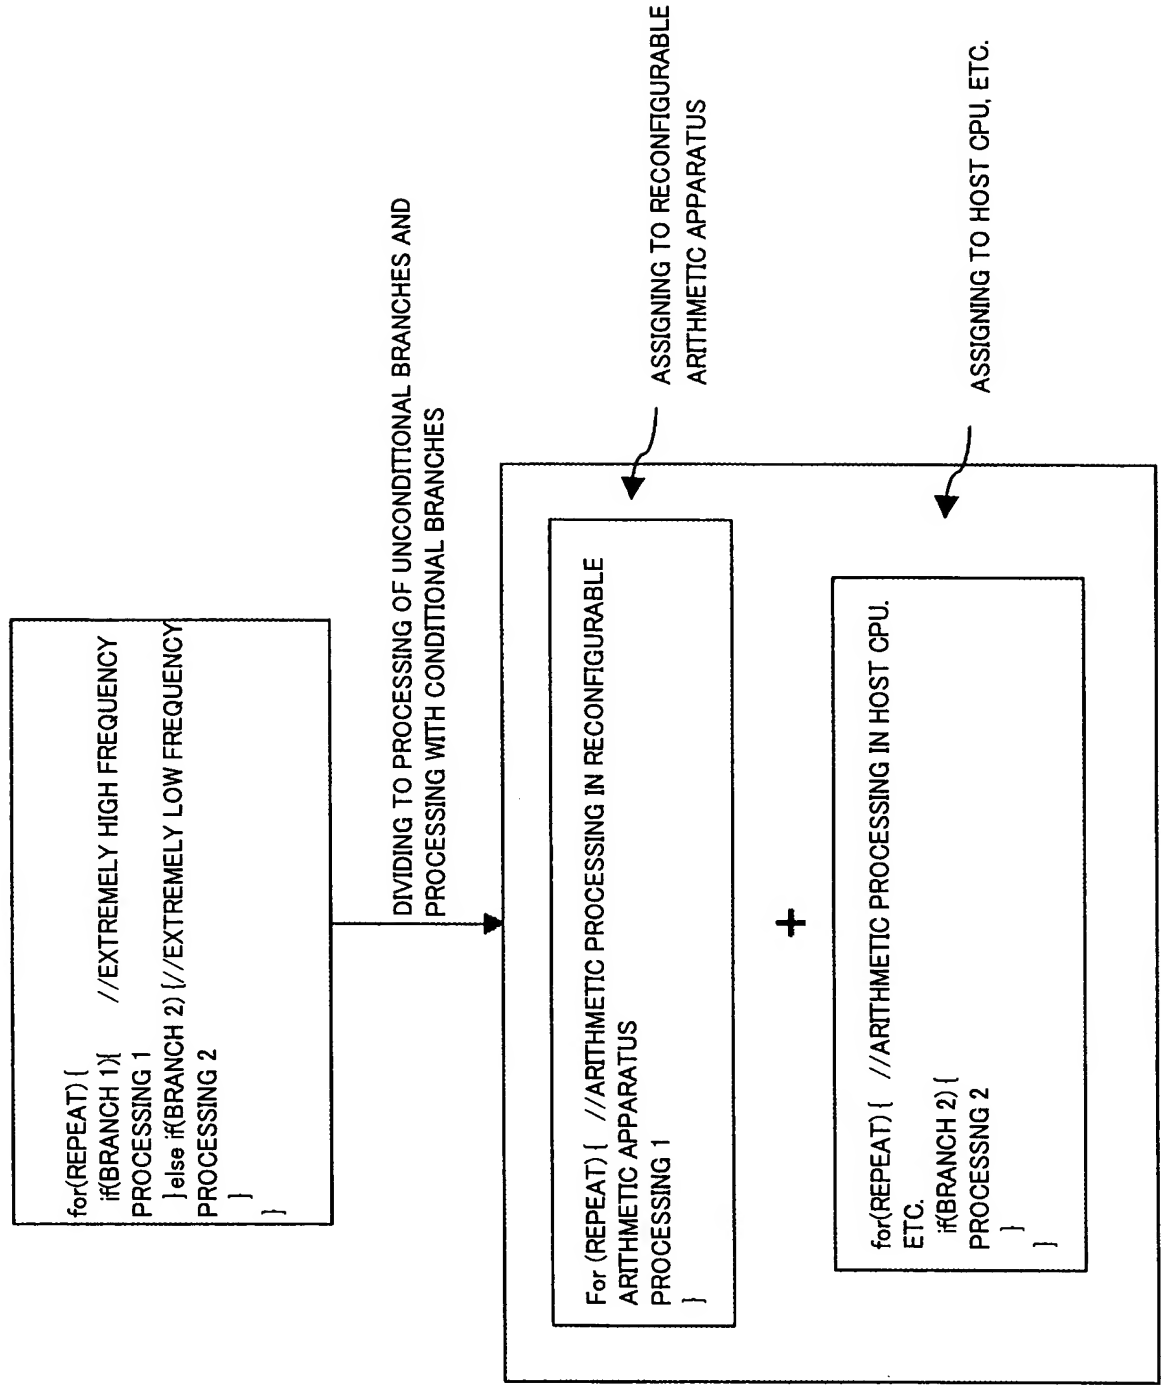 for(REPEAT) {
if(BRANCH 1){ //EXTREMELY HIGH FREQUENCY
PROCESSING 1
} else if(BRANCH 2) {//EXTREMELY LOW FREQUENCY
PROCESSING 2
}
}
DIVIDING TO PROCESSING OF UNCONDITIONAL BRANCHES AND
PROCESSING WITH CONDITIONAL BRANCHES
For (REPEAT) { //ARITHMETIC PROCESSING IN RECONFIGURABLE
ARITHMETIC APPARATUS
PROCESSING 1
}
ASSIGNING TO RECONFIGURABLE
ARITHMETIC APPARATUS
+
for(REPEAT) { //ARITHMETIC PROCESSING IN HOST CPU.
ETC.
if(BRANCH 2) {
PROCESSNG 2
}
}
ASSIGNING TO HOST CPU, ETC.